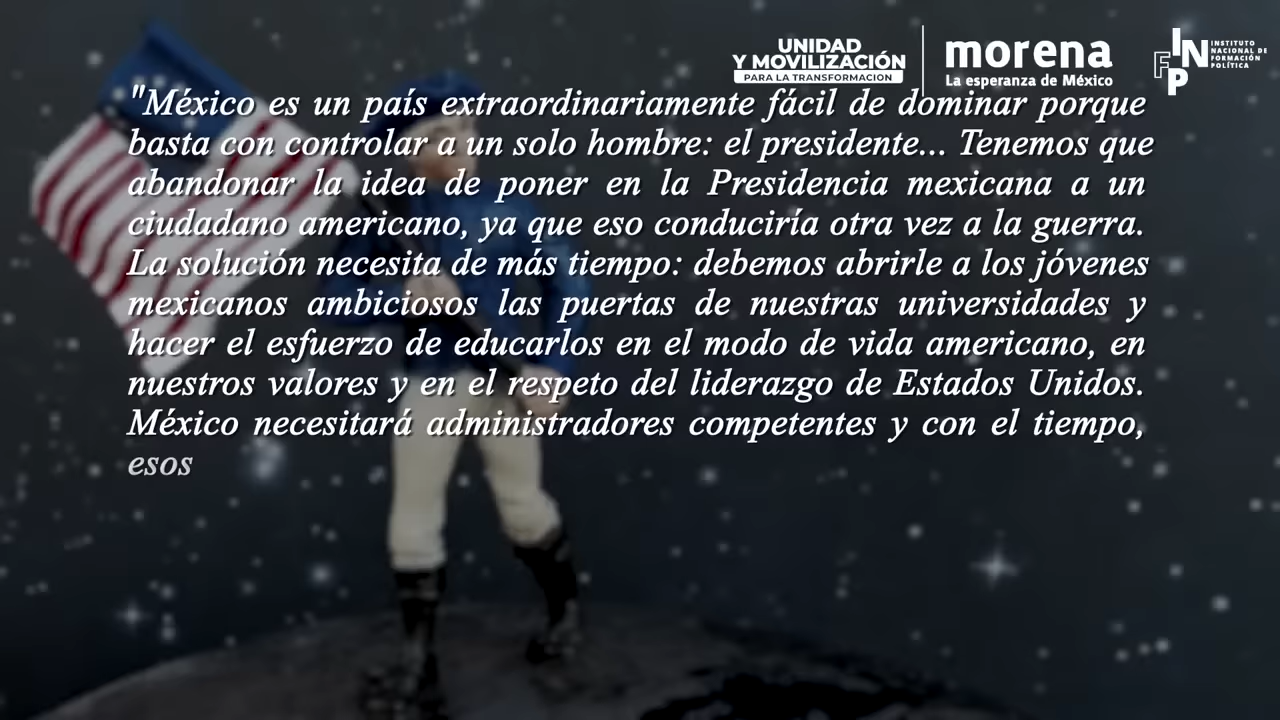 UNIDAD
Y MOVILIZACIÓN
PARA LA TRANSFORMACION
morena
La esperanza de México
INFP
INSTITUTO
NACIONAL DE
FORMACIÓN
POLÍTICA
"México es un país extraordinariamente fácil de dominar porque
basta con controlar a un solo hombre: el presidente... Tenemos que
abandonar la idea de poner en la Presidencia mexicana a un
ciudadano americano, ya que eso conduciría otra vez a la guerra.
La solución necesita de más tiempo: debemos abrirle a los jóvenes
mexicanos ambiciosos las puertas de nuestras universidades y
hacer el esfuerzo de educarlos en el modo de vida americano, en
nuestros valores y en el respeto del liderazgo de Estados Unidos.
México necesitará administradores competentes y con el tiempo,
esos